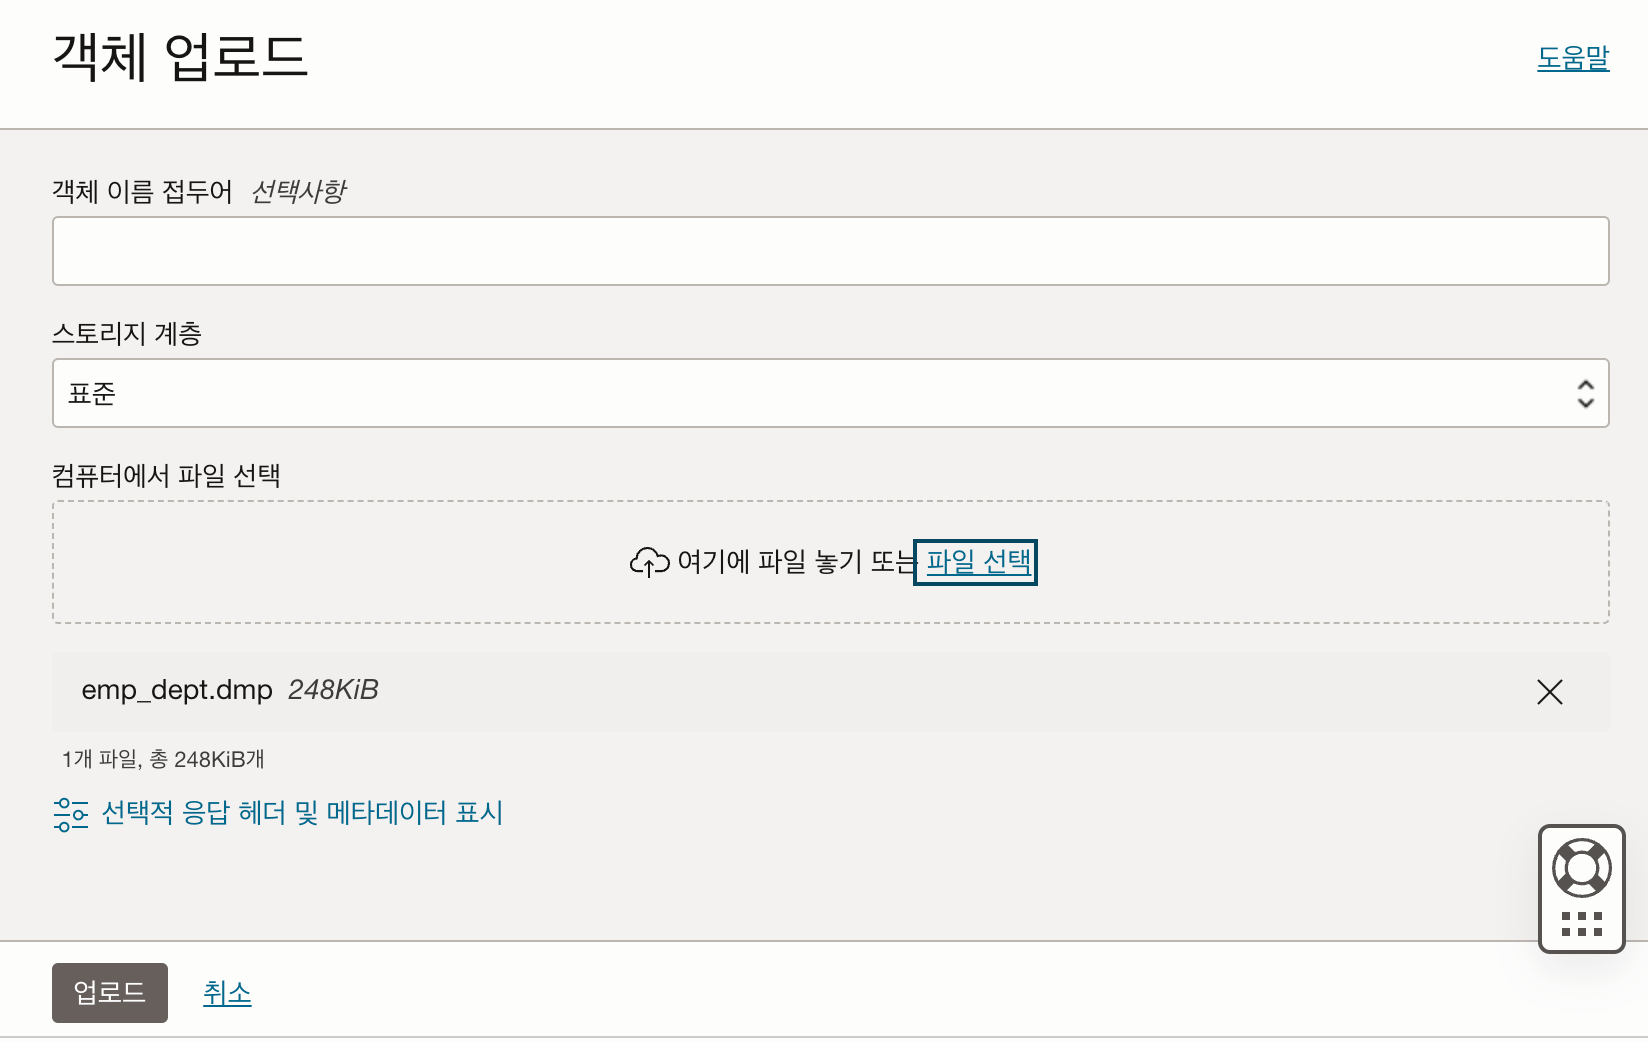 객체 업로드
도움말
객체 이름 접두어 선택사항
스토리지 계층
표준
컴퓨터에서 파일 선택
여기에 파일 놓기 또는 파일 선택
emp_dept.dmp 248KiB
1개 파일, 총 248KiB개
선택적 응답 헤더 및 메타데이터 표시
업로드 취소